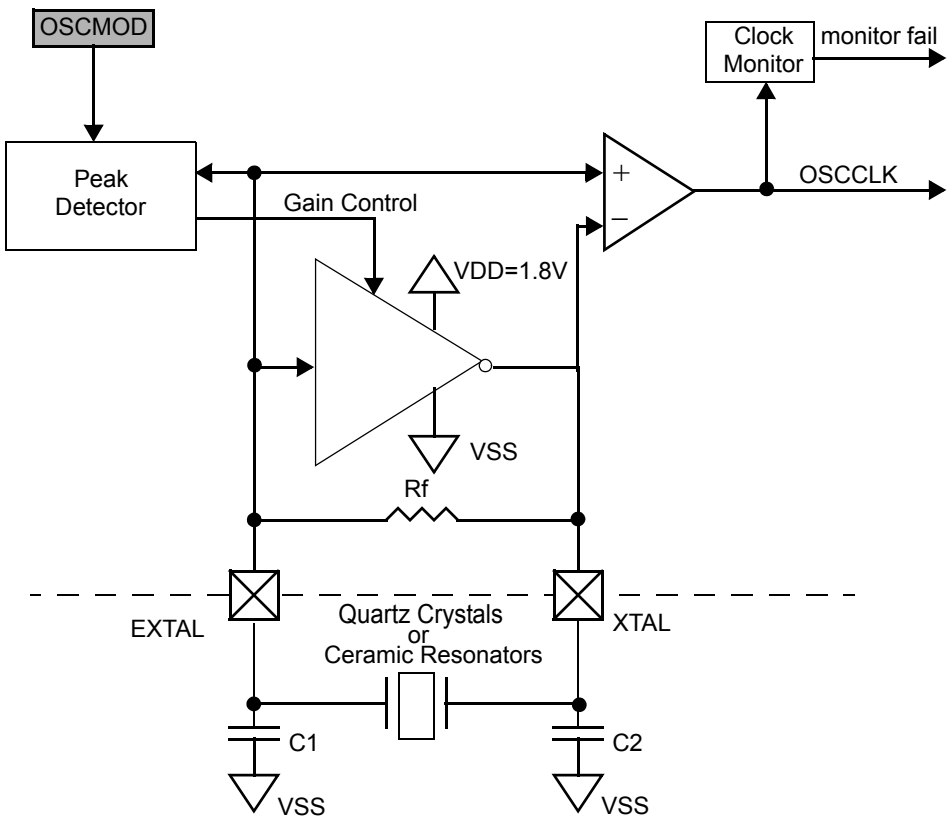 OSCMOD
Clock
Monitor
monitor fail
Peak
Detector
+
OSCCLK
Gain Control
−
VDD=1.8V
VSS
Rf
EXTAL
Quartz Crystals
or
Ceramic Resonators
XTAL
C1
C2
VSS
VSS